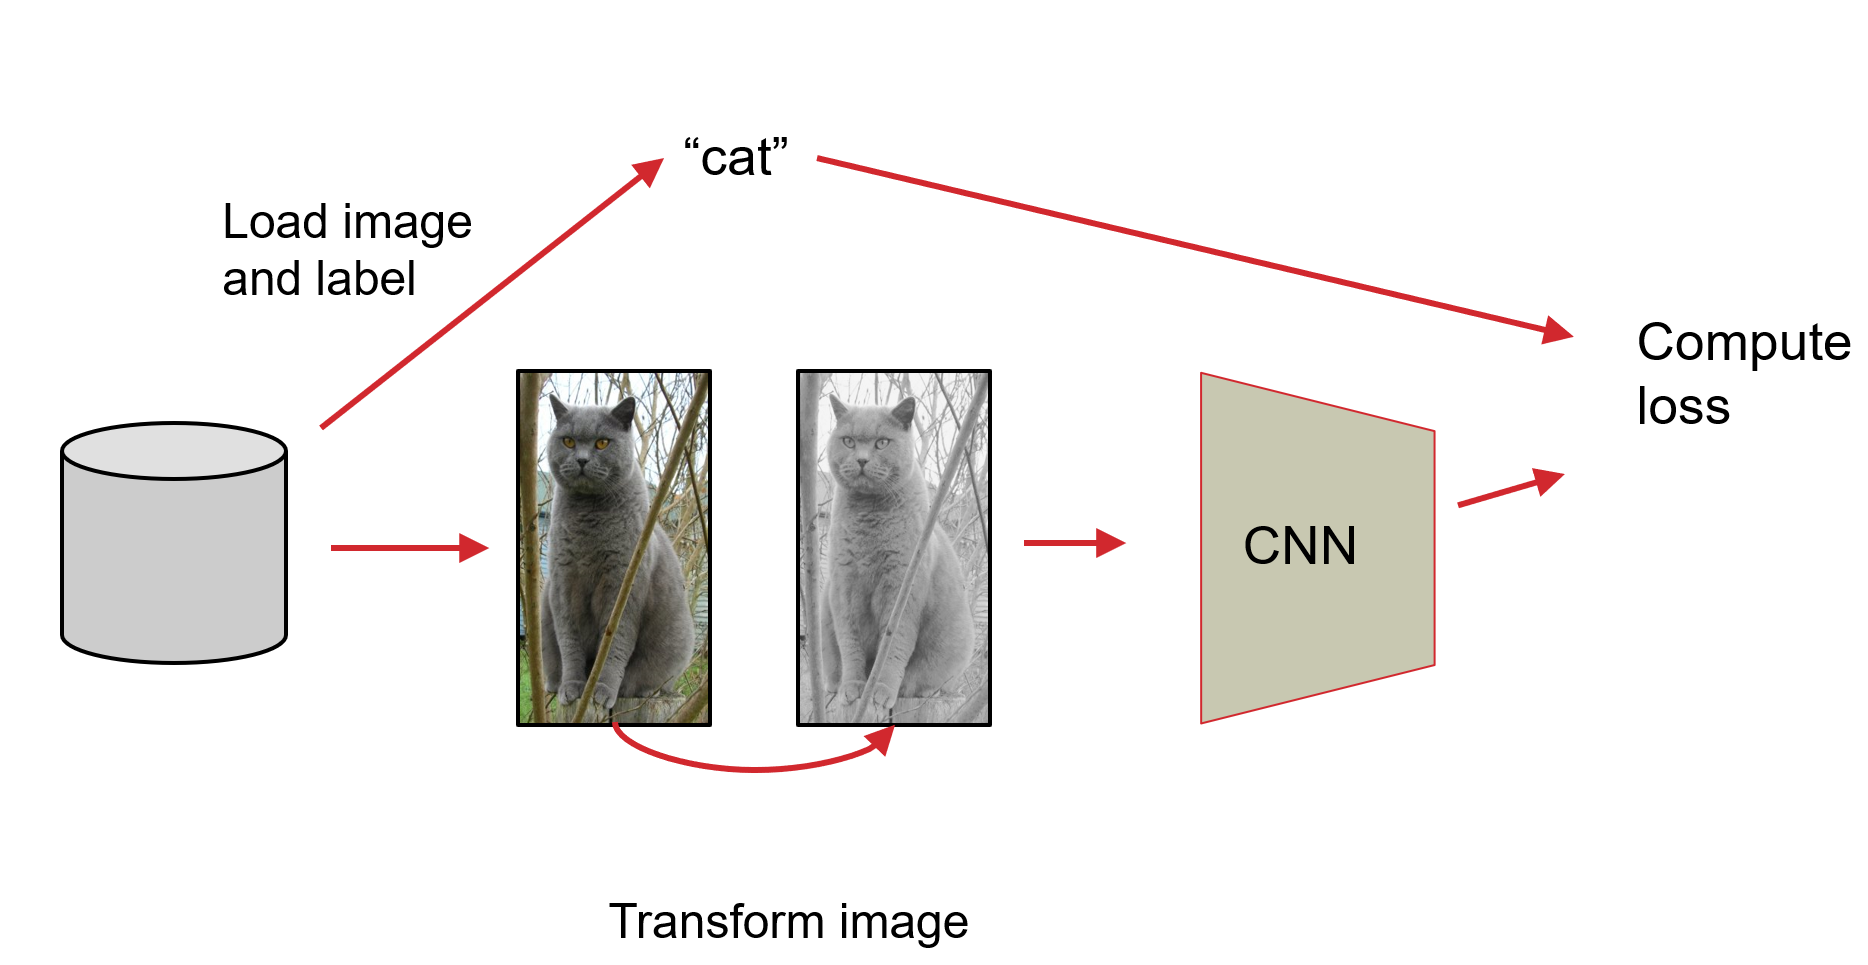 “cat”
Load image
and label
Compute
loss
CNN
Transform image